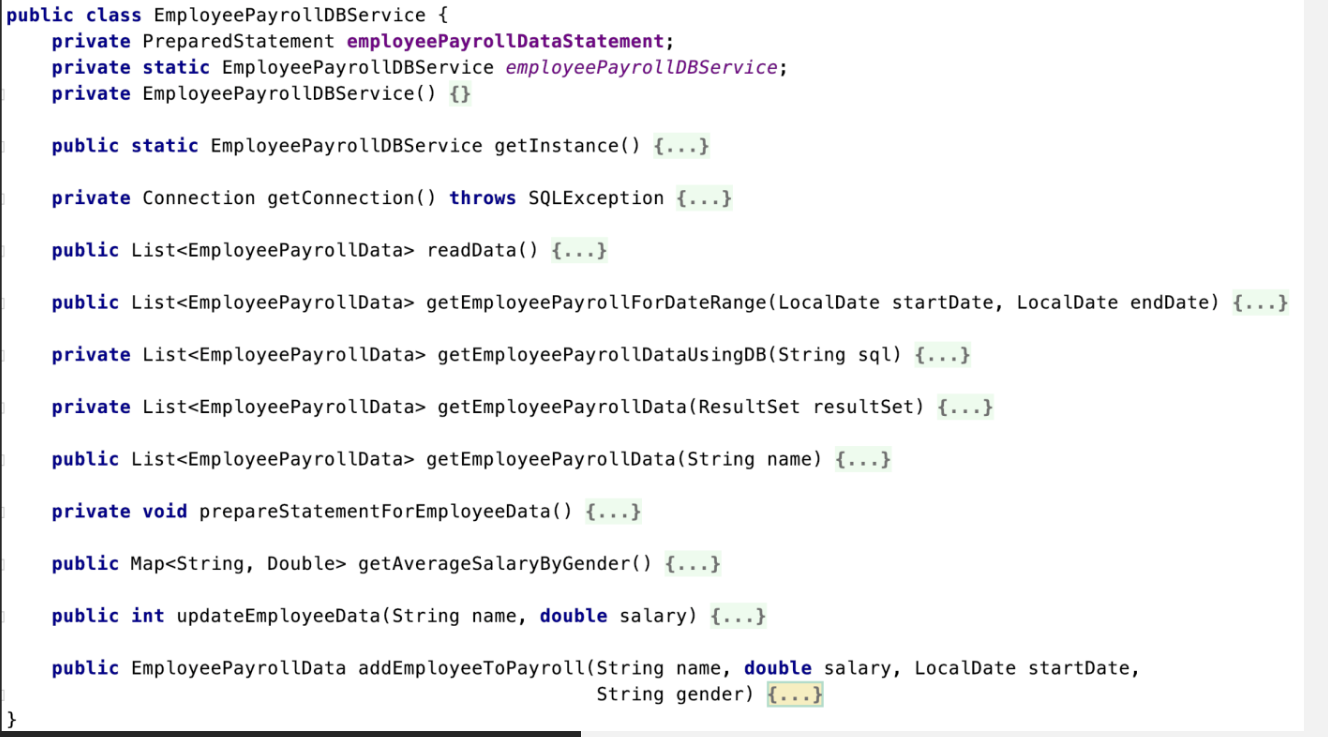 public class EmployeePayrollDBService {
    private PreparedStatement employeePayrollDataStatement;
    private static EmployeePayrollDBService employeePayrollDBService;
    private EmployeePayrollDBService() {}
    public static EmployeePayrollDBService getInstance() {...}
    private Connection getConnection() throws SQLException {...}
    public List<EmployeePayrollData> readData() {...}
    public List<EmployeePayrollData> getEmployeePayrollForDateRange(LocalDate startDate, LocalDate endDate) {...}
    private List<EmployeePayrollData> getEmployeePayrollDataUsingDB(String sql) {...}
    private List<EmployeePayrollData> getEmployeePayrollData(ResultSet resultSet) {...}
    public List<EmployeePayrollData> getEmployeePayrollData(String name) {...}
    private void prepareStatementForEmployeeData() {...}
    public Map<String, Double> getAverageSalaryByGender() {...}
    public int updateEmployeeData(String name, double salary) {...}
    public EmployeePayrollData addEmployeeToPayroll(String name, double salary, LocalDate startDate,
                                                    String gender) {...}
}